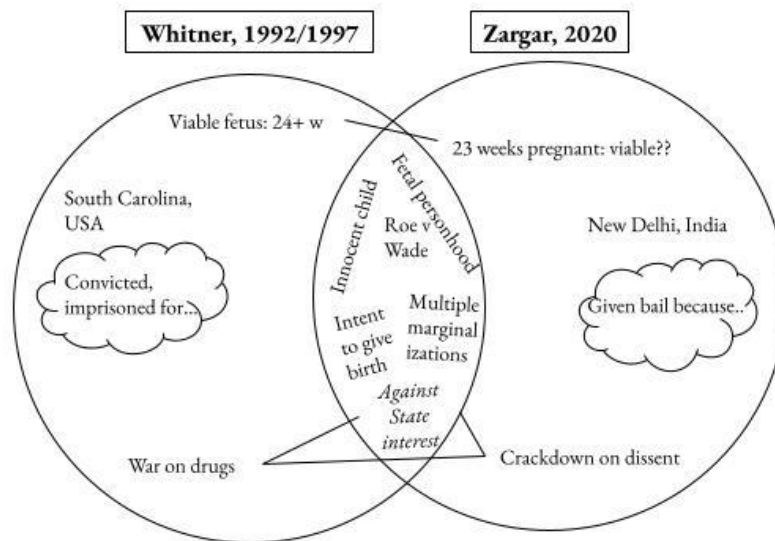 Whitner, 1992/1997
Zargar, 2020
Viable fetus: 24+ w
23 weeks pregnant: viable??
South Carolina,
USA
Convicted,
imprisoned for...
Innocent child
Fetal personhood
Roe v
Wade
Intent
to give
birth
Multiple
marginal
izations
Against
State
interest
New Delhi, India
Given bail because..
War on drugs
Crackdown on dissent